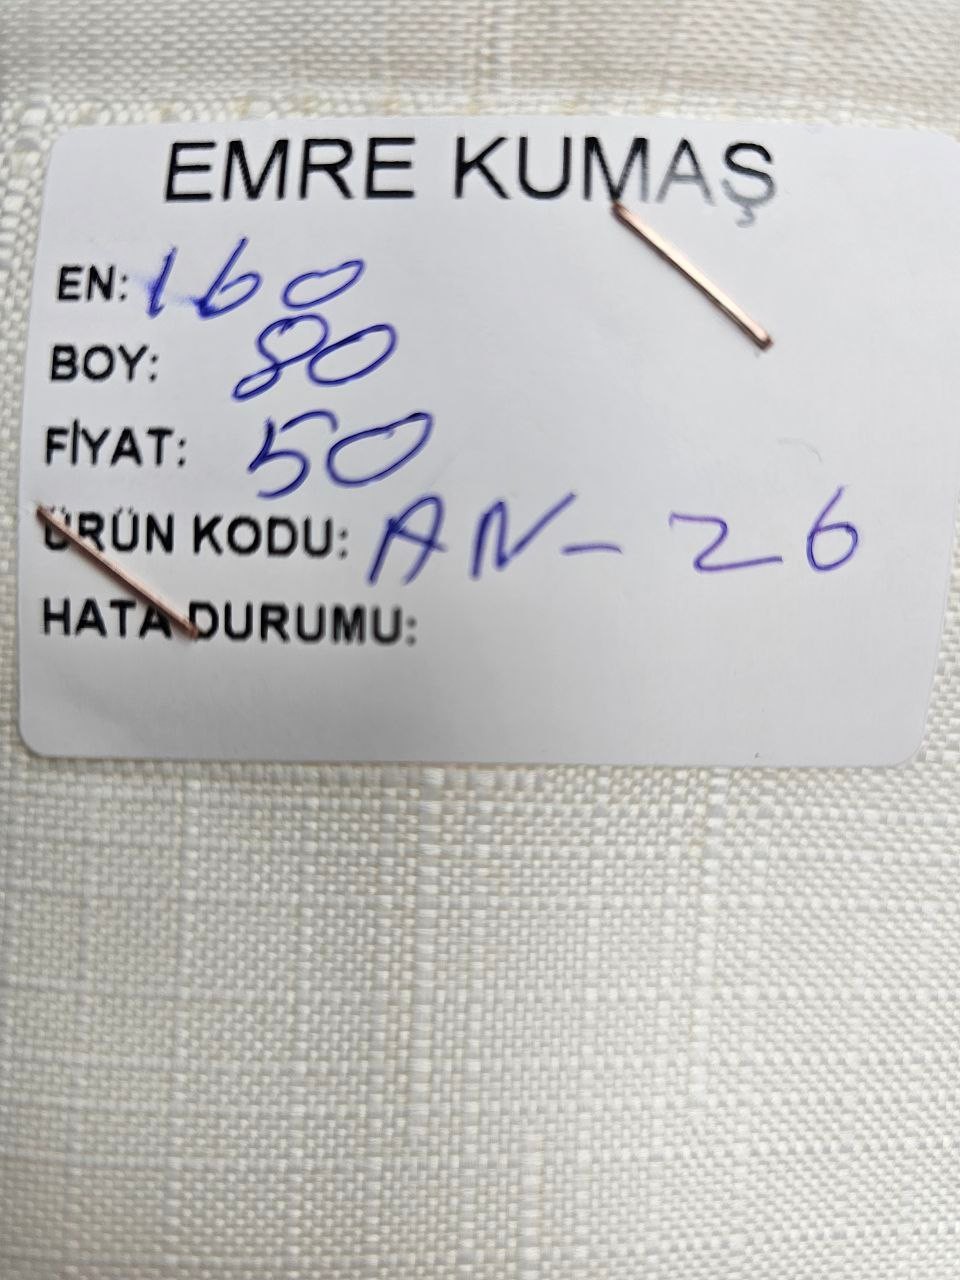 EMRE KUMAŞ
EN: 160
BOY: 80
FİYAT: 50
ÜRÜN KODU: AN-26
HATA DURUMU: